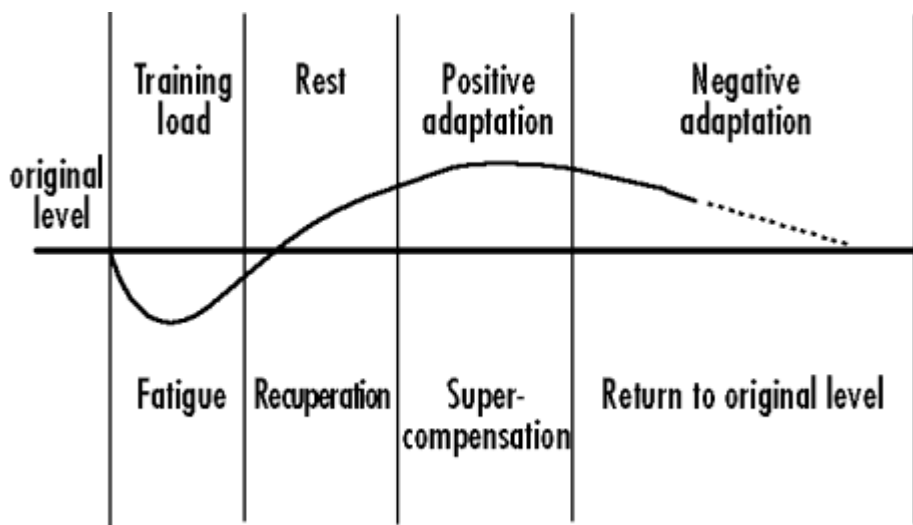 Training
load
Rest
Positive
adaptation
Negative
adaptation
original
level
Fatigue
Recuperation
Super-
compensation
Return to original level